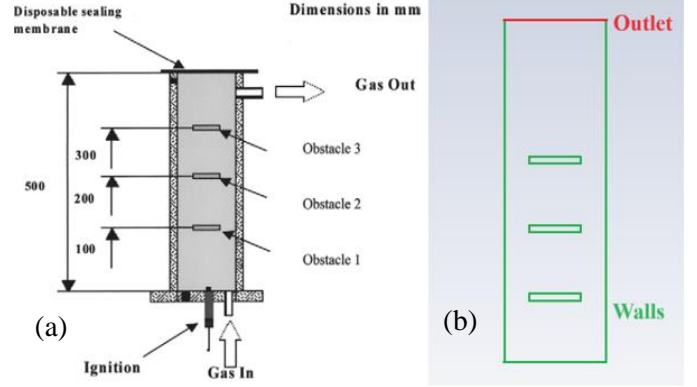 Disposable sealing
membrane
Dimensions in mm
Gas Out
Obstacle 3
300
500
Obstacle 2
200
100
Obstacle 1
(a)
Ignition
Gas In
Outlet
Walls
(b)